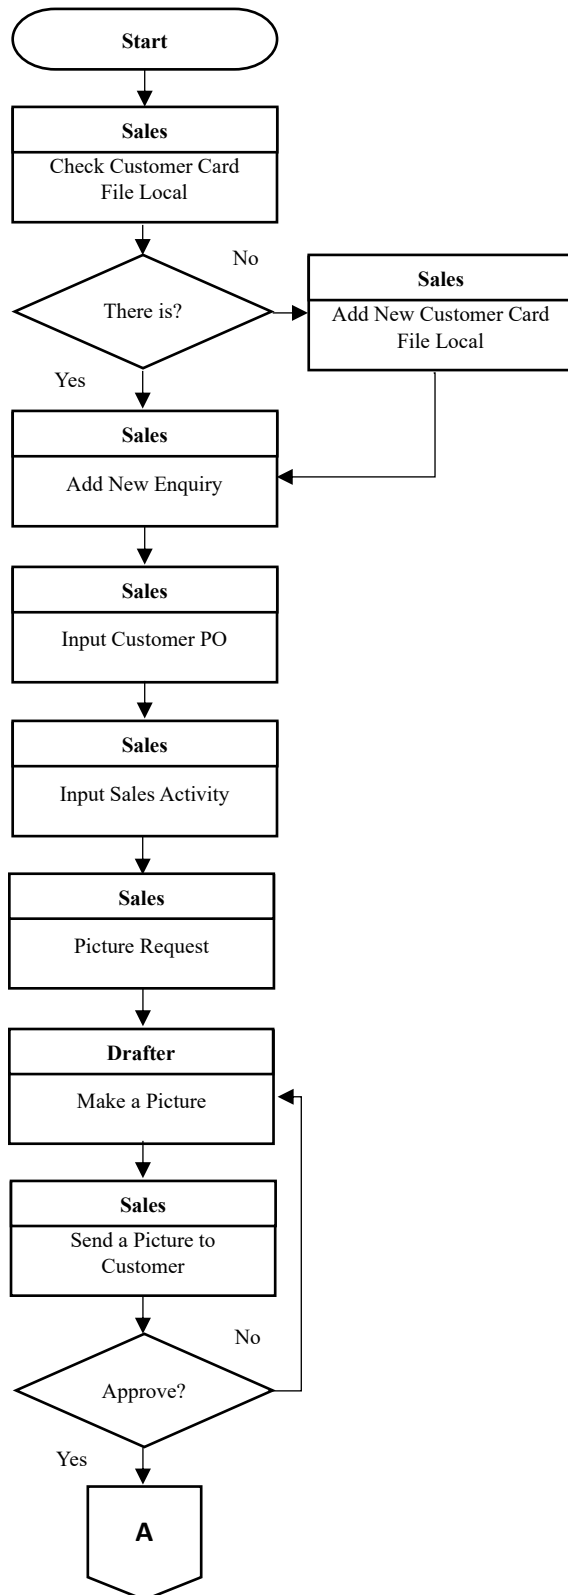 Start
Sales
Check Customer Card
File Local
No
There is?
Sales
Add New Customer Card
File Local
Yes
Sales
Add New Enquiry
Sales
Input Customer PO
Sales
Input Sales Activity
Sales
Picture Request
Drafter
Make a Picture
Sales
Send a Picture to
Customer
No
Approve?
Yes
A